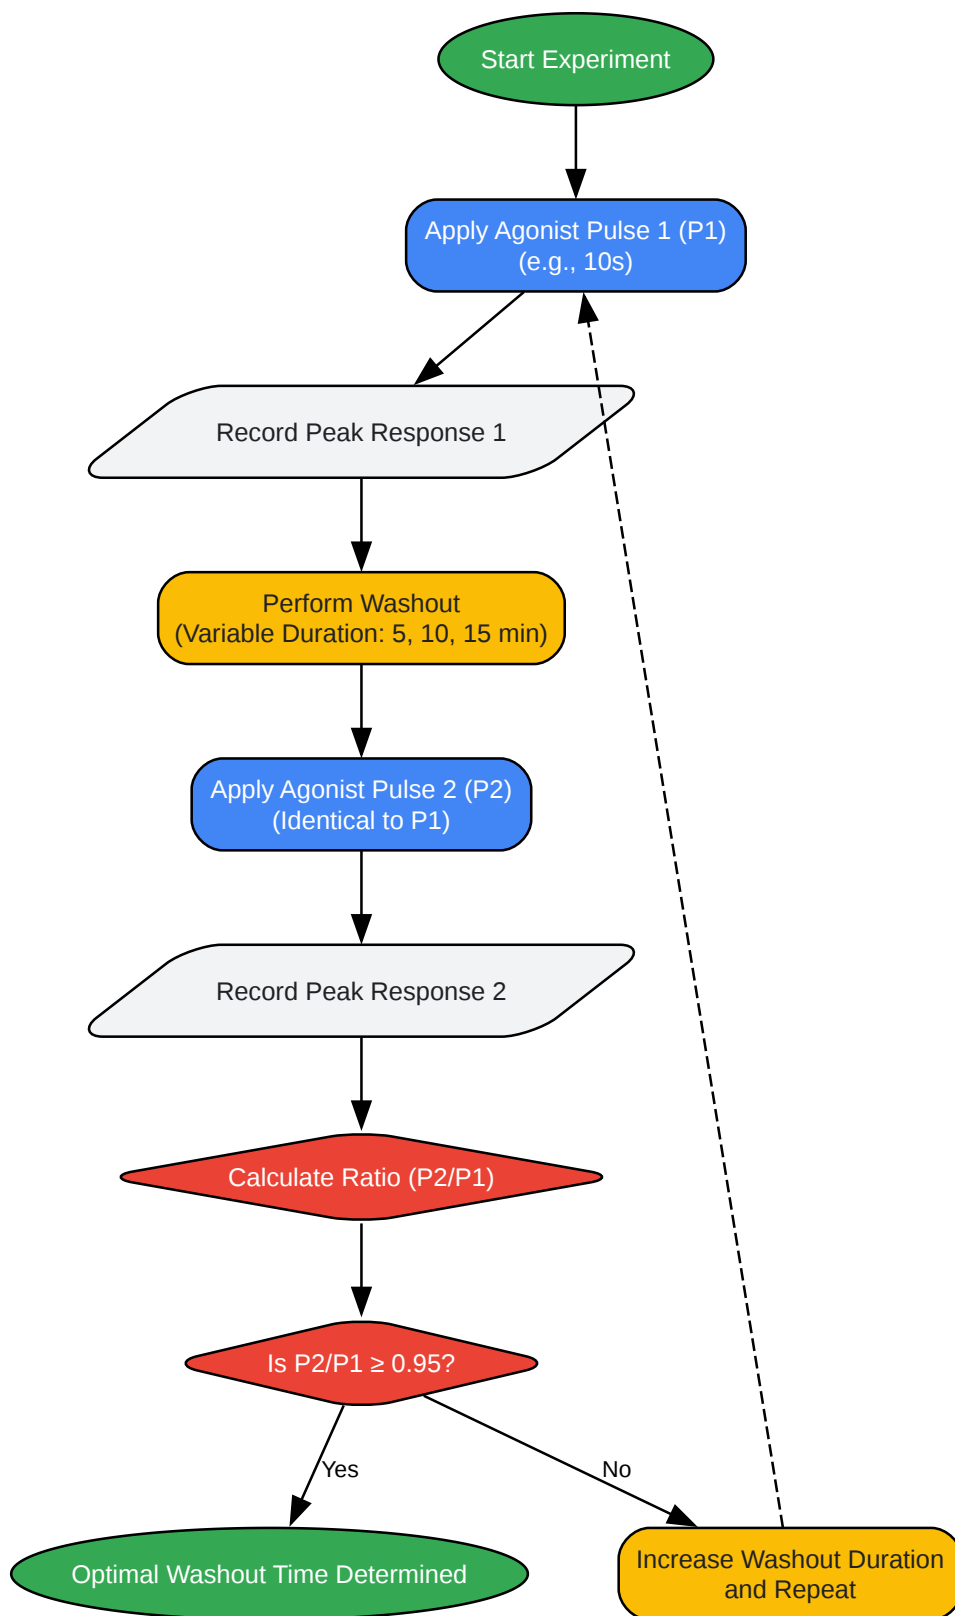 Start Experiment
Apply Agonist Pulse 1 (P1)
(e.g., 10s)
Record Peak Response 1
Perform Washout
(Variable Duration: 5, 10, 15 min)
Apply Agonist Pulse 2 (P2)
(Identical to P1)
Record Peak Response 2
Calculate Ratio (P2/P1)
Is P2/P1 ≥ 0.95?
Yes
No
Optimal Washout Time Determined
Increase Washout Duration
and Repeat